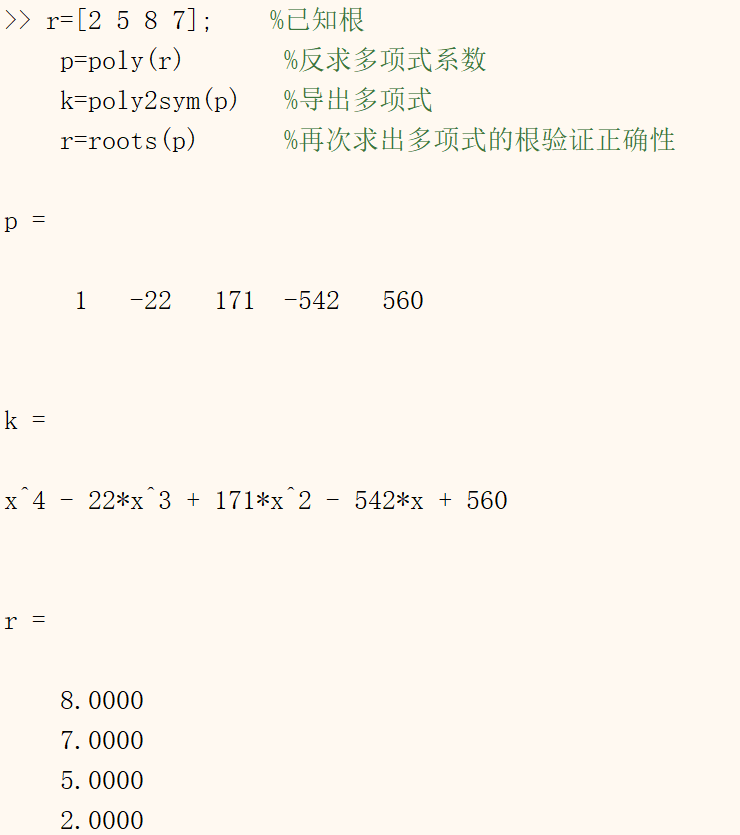 >> r=[2 5 8 7];    %已知根
    p=poly(r)       %反求多项式系数
    k=poly2sym(p)   %导出多项式
    r=roots(p)      %再次求出多项式的根验证正确性
p =
     1   -22   171  -542   560
k =
x^4 - 22*x^3 + 171*x^2 - 542*x + 560
r =
    8.0000
    7.0000
    5.0000
    2.0000